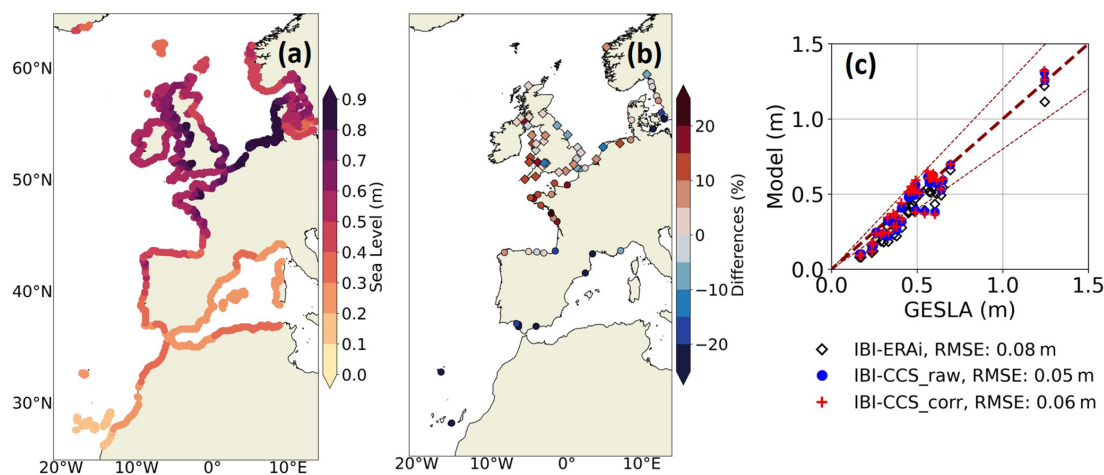 (a)
60°N
50°N
40°N
30°N
20°W 10°W 0° 10°E
0.9
0.8
0.7
0.6
0.5
0.4
0.3
0.2
0.1
0.0
Sea Level (m)
(b)
20°W 10°W 0° 10°E
20
10
0
−10
−20
Differences (%)
(c)
1.5
1.0
0.5
0.0
Model (m)
0.0 0.5 1.0 1.5
GESLA (m)
IBI-ERAi, RMSE: 0.08 m
IBI-CCS_raw, RMSE: 0.05 m
IBI-CCS_corr, RMSE: 0.06 m